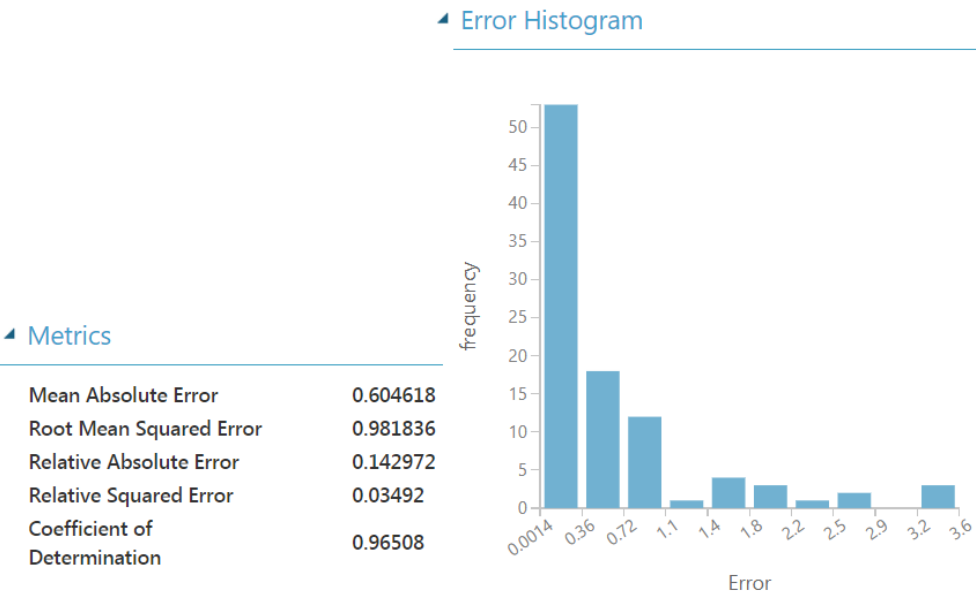 Error Histogram
50
45
40
35
30
25
20
15
10
5
0
frequency
0.0014 0.36 0.72 1.1 1.4 1.8 2.2 2.5 2.9 3.2 3.6
Error
Metrics
Mean Absolute Error 0.604618
Root Mean Squared Error 0.981836
Relative Absolute Error 0.142972
Relative Squared Error 0.03492
Coefficient of
Determination 0.96508